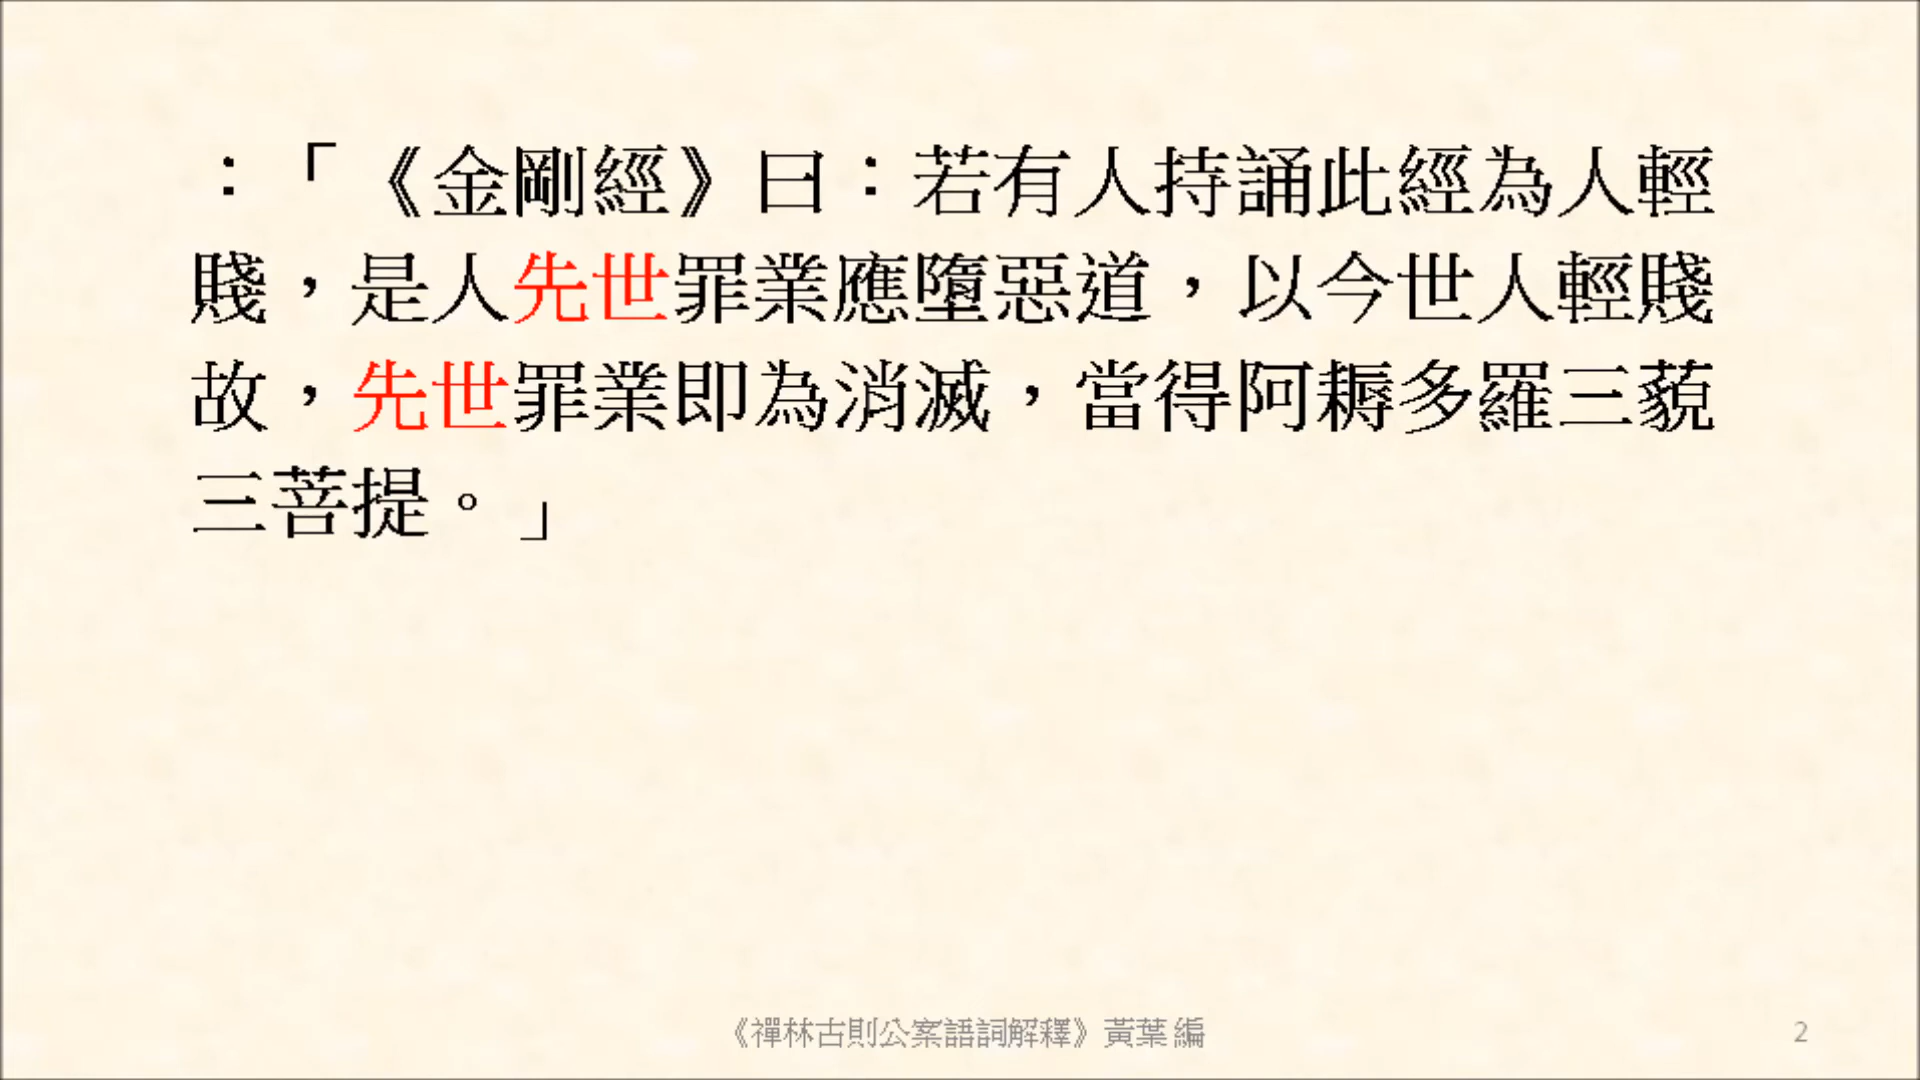 ：「《金剛經》曰：若有人持誦此經為人輕
賤，是人先世罪業應墮惡道，以今世人輕賤
故，先世罪業即為消滅，當得阿耨多羅三藐
三菩提。」
《禪林古則公案語詞解釋》黃葉 編
2